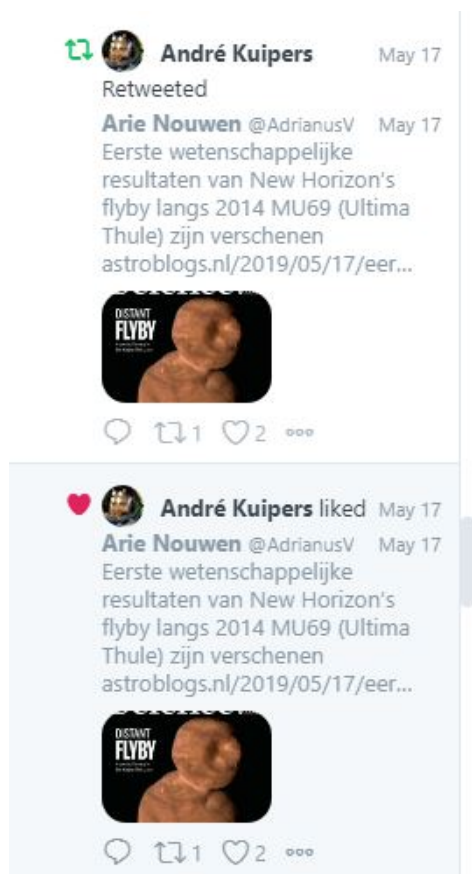 André Kuipers May 17
Retweeted
Arie Nouwen @AdrianusV May 17
Eerste wetenschappelijke
resultaten van New Horizon's
flyby langs 2014 MU69 (Ultima
Thule) zijn verschenen
astroblogs.nl/2019/05/17/eer...
DISTANT
FLYBY
1 2
André Kuipers liked May 17
Arie Nouwen @AdrianusV May 17
Eerste wetenschappelijke
resultaten van New Horizon's
flyby langs 2014 MU69 (Ultima
Thule) zijn verschenen
astroblogs.nl/2019/05/17/eer...
DISTANT
FLYBY
1 2